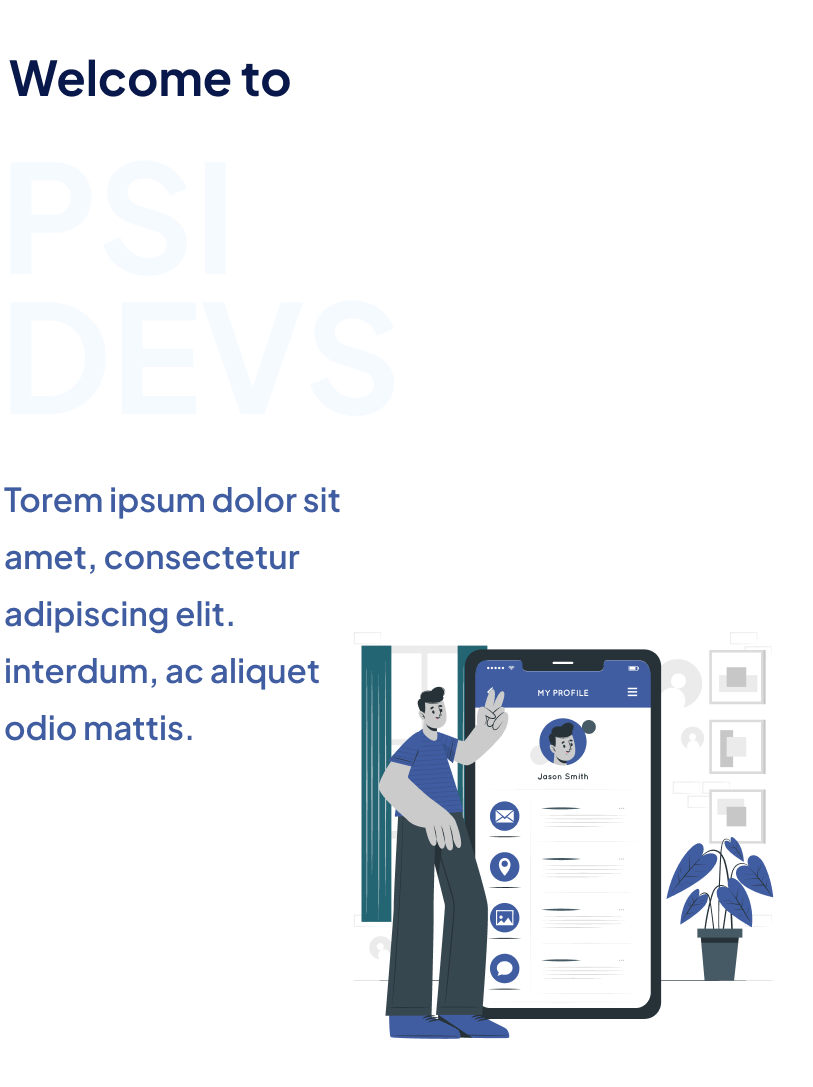 Welcome to
PSI
DEVS
Torem ipsum dolor sit
amet, consectetur
adipiscing elit.
interdum, ac aliquet
odio mattis.
MY PROFILE
Jason Smith